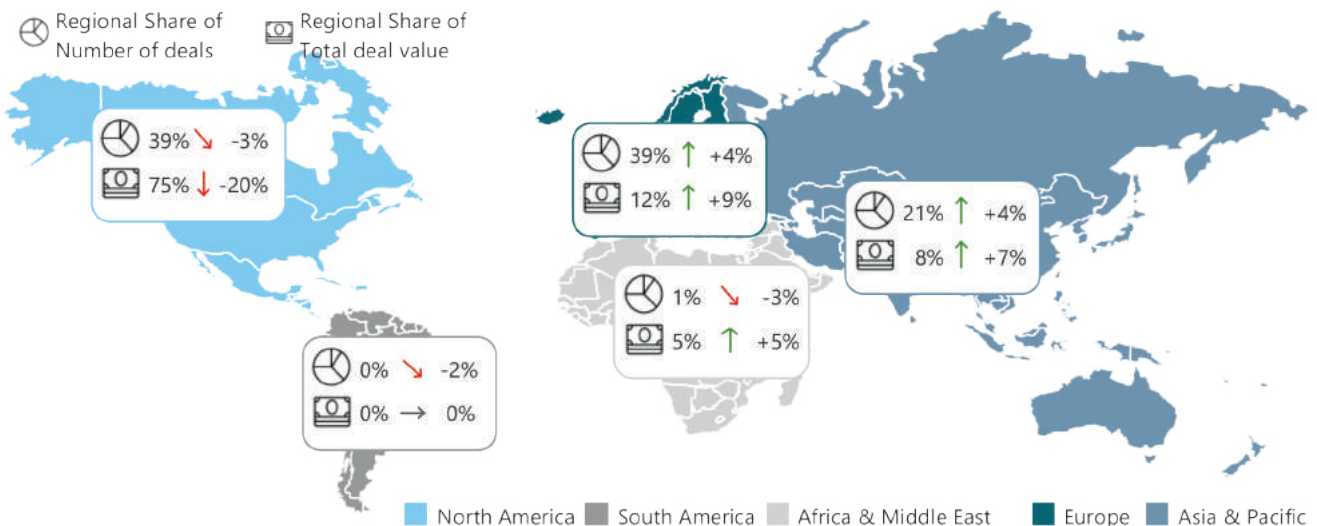 Regional Share of
Number of deals
Regional Share of
Total deal value
39% -3%
75% -20%
39% +4%
12% +9%
21% +4%
8% +7%
1% -3%
5% +5%
0% -2%
0% 0%
North America South America Africa & Middle East Europe Asia & Pacific